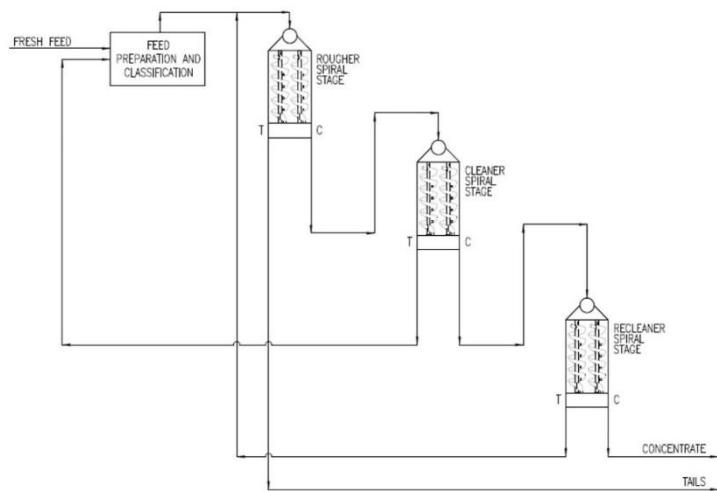 FRESH FEED
FEED
PREPARATION AND
CLASSIFICATION
ROUGHER
SPIRAL
STAGE
T
C
CLEANER
SPIRAL
STAGE
T
C
RECLEANER
SPIRAL
STAGE
T
C
CONCENTRATE
TAILS